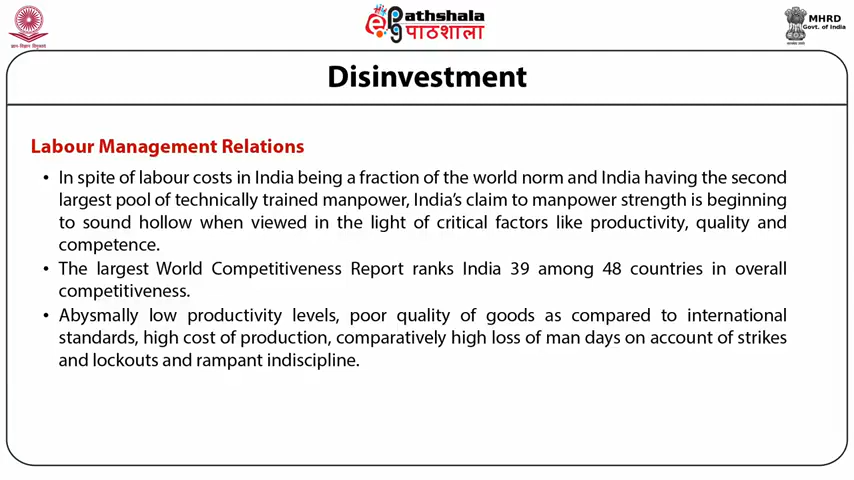 ePathshala
पाठशाला
MHRD
Govt. of India
Disinvestment
Labour Management Relations
• In spite of labour costs in India being a fraction of the world norm and India having the second
largest pool of technically trained manpower, India's claim to manpower strength is beginning
to sound hollow when viewed in the light of critical factors like productivity, quality and
competence.
• The largest World Competitiveness Report ranks India 39 among 48 countries in overall
competitiveness.
• Abysmally low productivity levels, poor quality of goods as compared to international
standards, high cost of production, comparatively high loss of man days on account of strikes
and lockouts and rampant indiscipline.